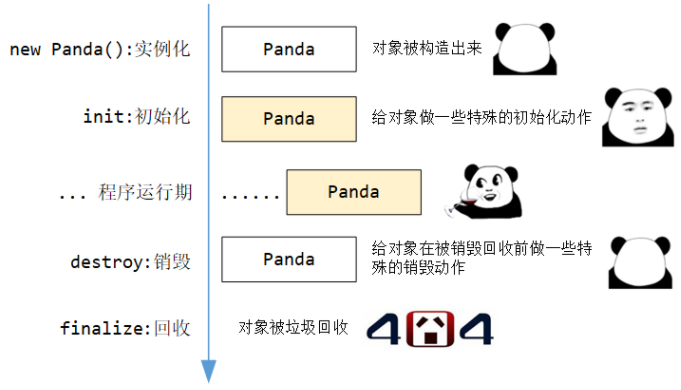 new Panda():实例化 Panda 对象被构造出来
init:初始化 Panda 给对象做一些特殊的初始化动作
... 程序运行期 ...... Panda
destroy:销毁 Panda 给对象在被销毁回收前做一些特
殊的销毁动作
finalize:回收 对象被垃圾回收 4 4